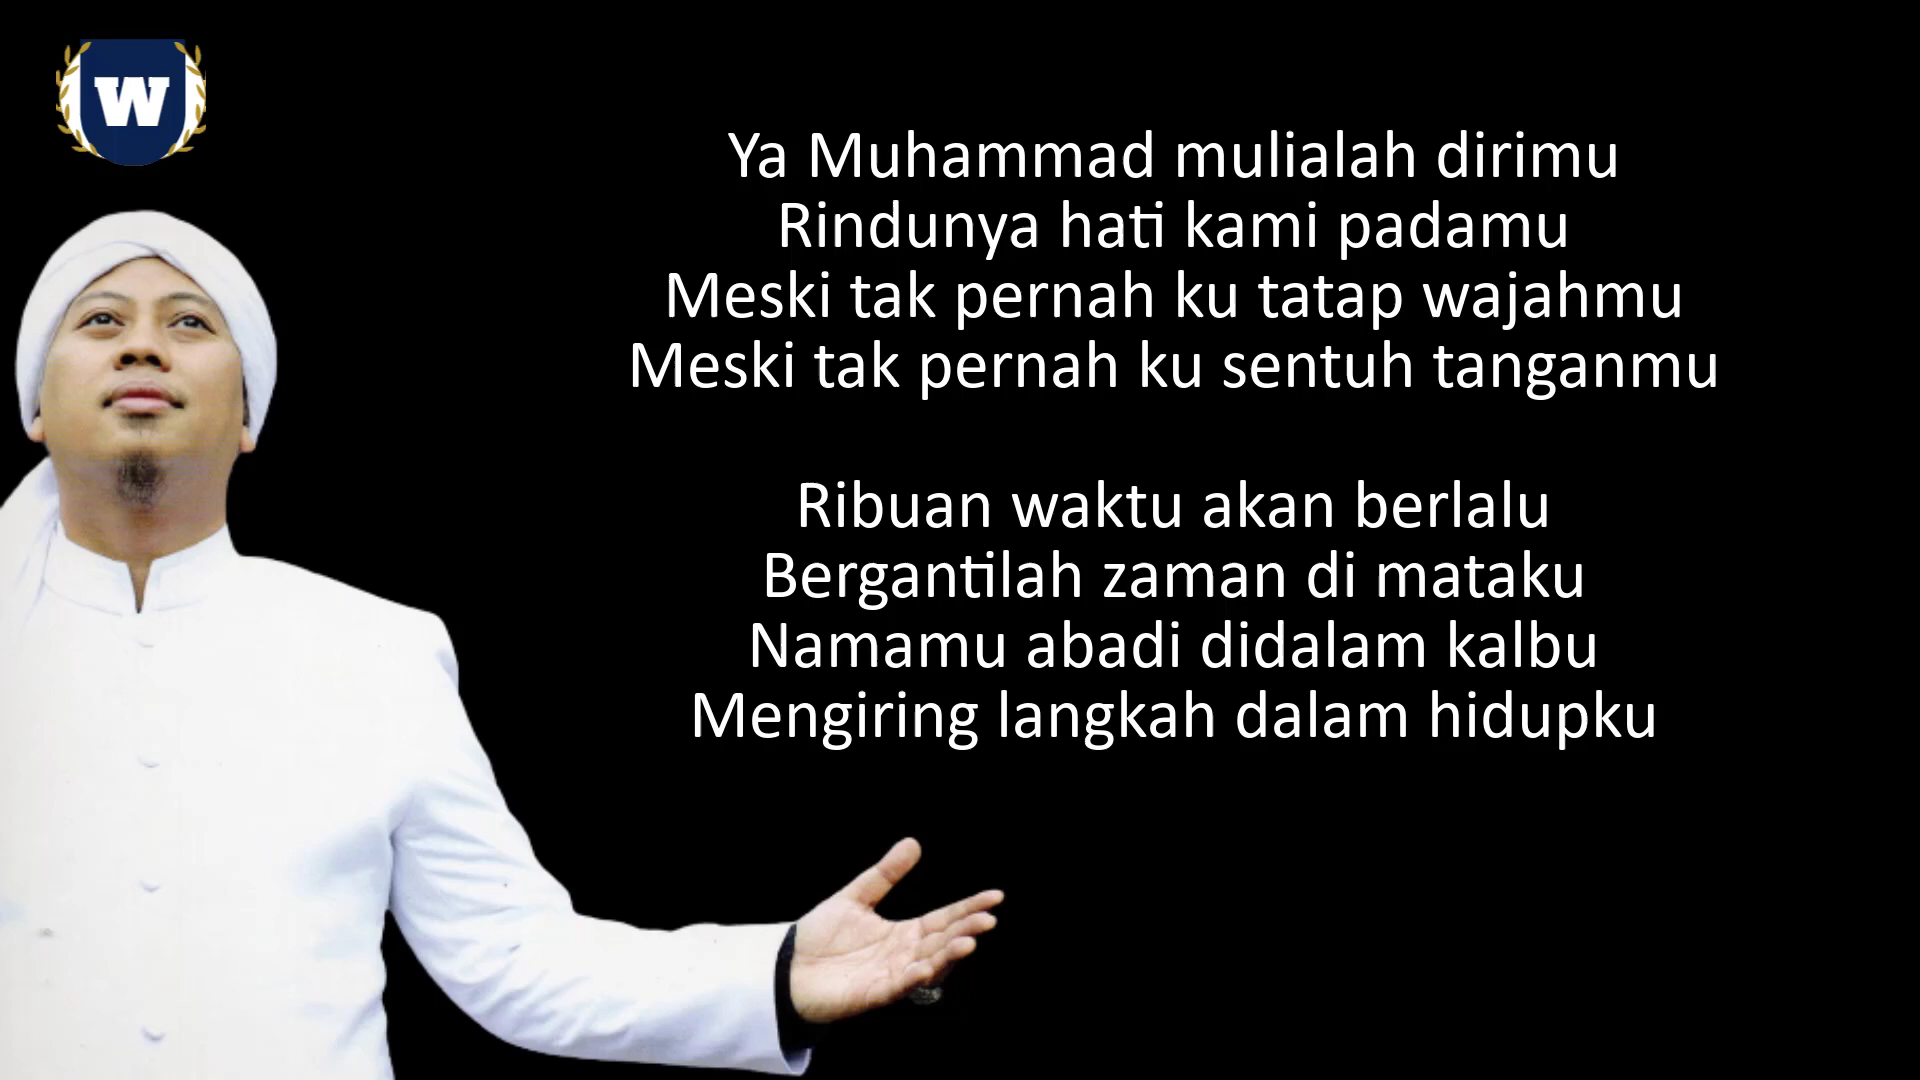 W
Ya Muhammad mulialah dirimu
Rindunya hati kami padamu
Meski tak pernah ku tatap wajahmu
Meski tak pernah ku sentuh tanganmu
Ribuan waktu akan berlalu
Bergantilah zaman di mataku
Namamu abadi didalam kalbu
Mengiring langkah dalam hidupku